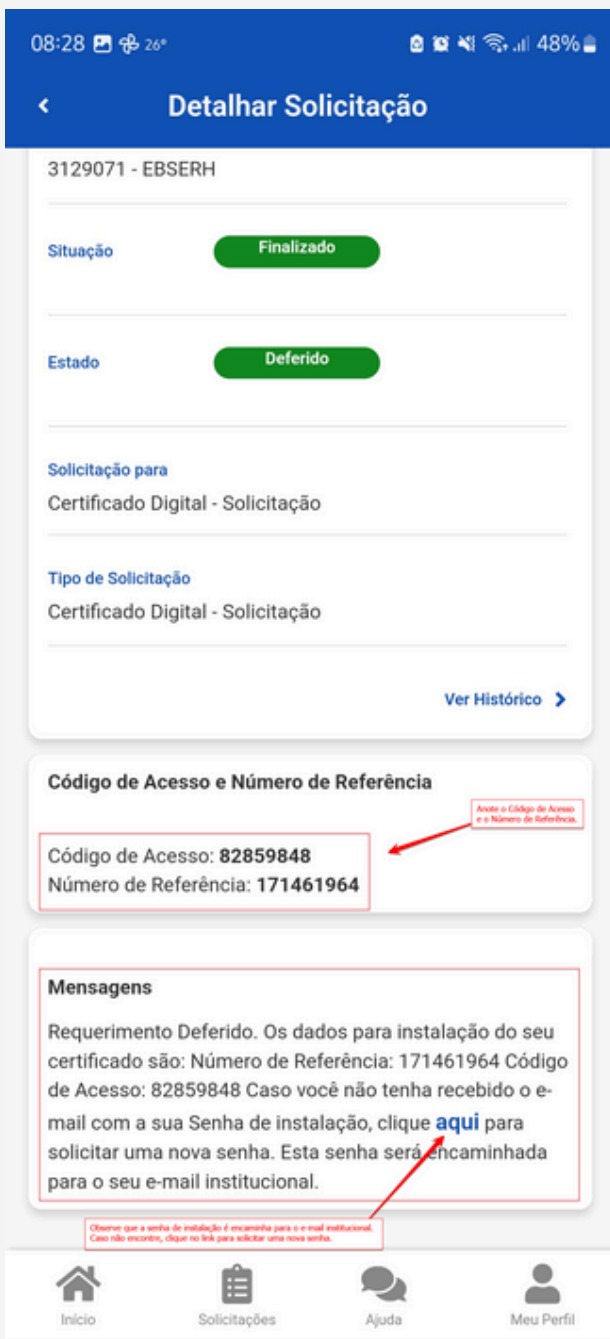 08:28 26° 48%
Detalhar Solicitação
3129071 - EBSERH
Situação Finalizado
Estado Deferido
Solicitação para
Certificado Digital - Solicitação
Tipo de Solicitação
Certificado Digital - Solicitação
Ver Histórico
Código de Acesso e Número de Referência
Anote o Código de Acesso
e o Número de Referência.
Código de Acesso: 82859848
Número de Referência: 171461964
Mensagens
Requerimento Deferido. Os dados para instalação do seu
certificado são: Número de Referência: 171461964 Código
de Acesso: 82859848 Caso você não tenha recebido o e-
mail com a sua Senha de instalação, clique aqui para
solicitar uma nova senha. Esta senha será encaminhada
para o seu e-mail institucional.
Observe que a senha de instalação é encaminha para o e-mail institucional.
Caso não encontre, clique no link para solicitar uma nova senha.
Início Solicitações Ajuda Meu Perfil